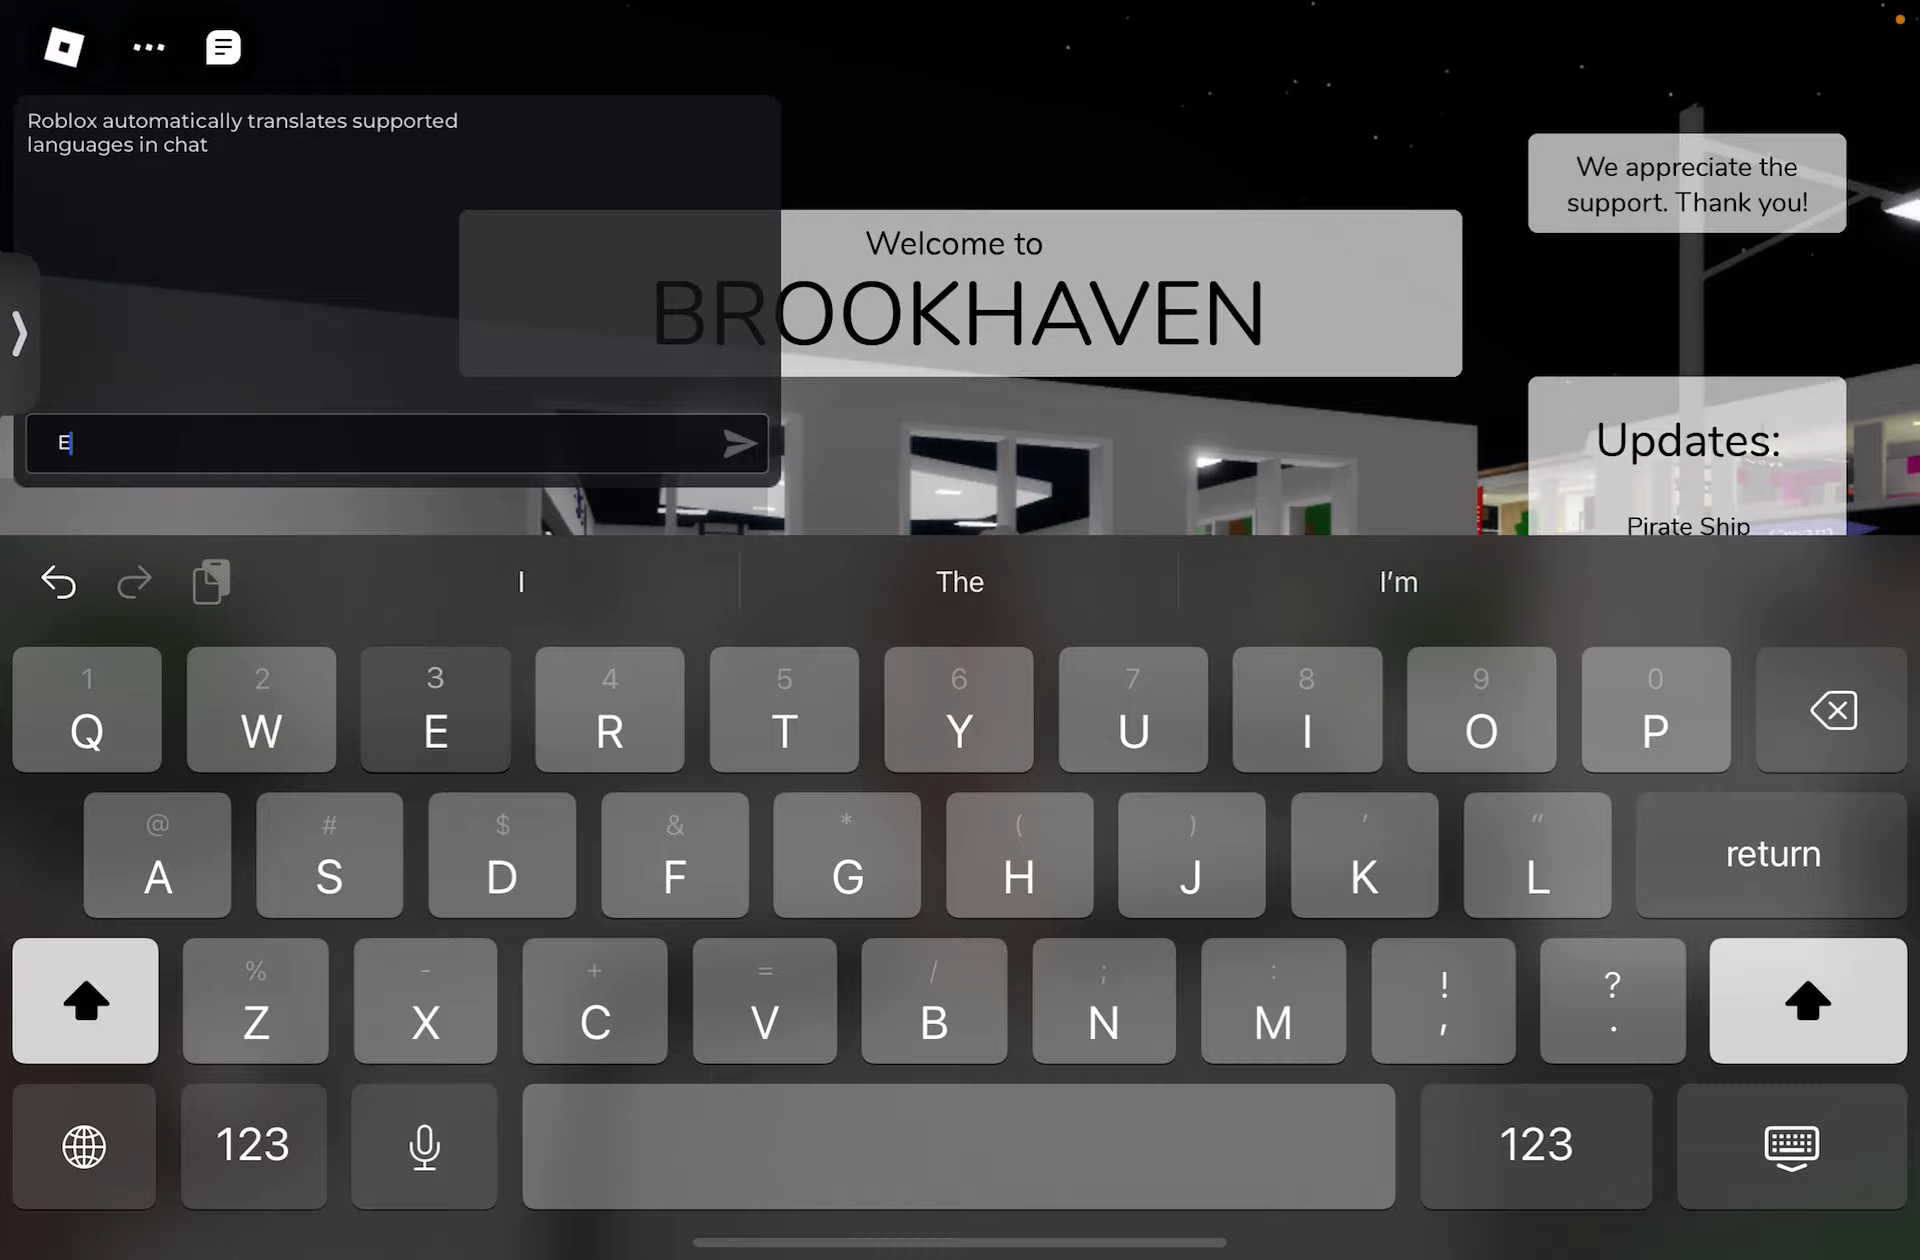 Roblox automatically translates supported
languages in chat
We appreciate the
support. Thank you!
Welcome to
BROOKHAVEN
E
Updates:
Pirate Ship
I The I'm
1 2 3 4 5 6 7 8 9 0
Q W E R T Y U I O P
@ # $ & * ( ) ' "
A S D F G H J K L return
% - + = / ; : ! ?
Z X C V B N M , .
123 123